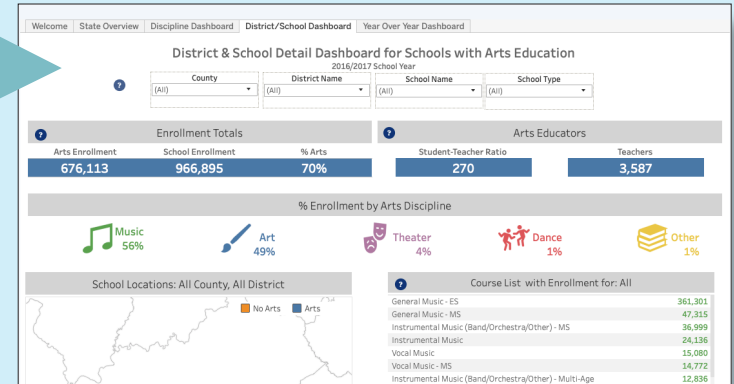 Welcome State Overview Discipline Dashboard District/School Dashboard Year Over Year Dashboard
District & School Detail Dashboard for Schools with Arts Education
2016/2017 School Year
? County District Name School Name School Type
(All) (All) (All) (All)
? Enrollment Totals
Arts Enrollment School Enrollment % Arts
676,113 966,895 70%
? Arts Educators
Student-Teacher Ratio Teachers
270 3,587
% Enrollment by Arts Discipline
Music
56%
Art
49%
Theater
4%
Dance
1%
Other
1%
School Locations: All County, All District
No Arts Arts
? Course List with Enrollment for: All
General Music - ES 361,301
General Music - MS 47,315
Instrumental Music (Band/Orchestra/Other) - MS 36,999
Instrumental Music 24,136
Vocal Music 15,080
Vocal Music - MS 14,772
Instrumental Music (Band/Orchestra/Other) - Multi-Age 12,836